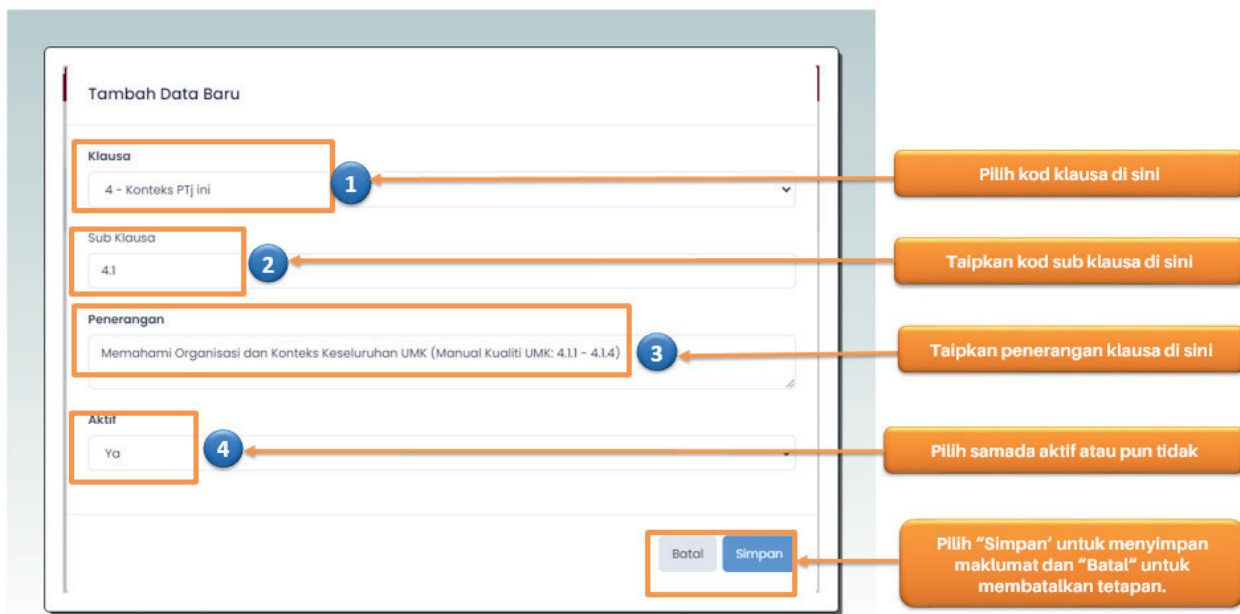 Tambah Data Baru
Klausa
4 - Konteks PTj ini
1
Pilih kod klausa di sini
Sub Klausa
4.1
2
Taipkan kod sub klausa di sini
Penerangan
Memahami Organisasi dan Konteks Keseluruhan UMK (Manual Kualiti UMK: 4.1.1 - 4.1.4)
3
Taipkan penerangan klausa di sini
Aktif
Ya
4
Pilih samada aktif atau pun tidak
Batal
Simpan
Pilih “Simpan’ untuk menyimpan
maklumat dan “Batal” untuk
membatalkan tetapan.